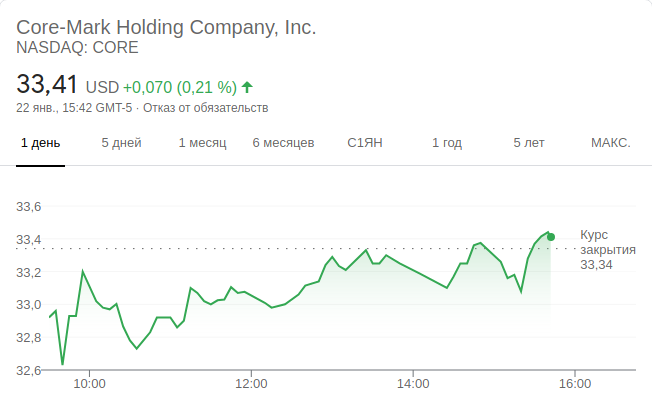 Core-Mark Holding Company, Inc.
NASDAQ: CORE
33,41 USD +0,070 (0,21 %)
22 янв., 15:42 GMT-5 · Отказ от обязательств
1 день 5 дней 1 месяц 6 месяцев С1ЯН 1 год 5 лет МАКС.
33,6
33,4
33,2
33,0
32,8
32,6
Курс
закрытия
33,34
10:00 12:00 14:00 16:00